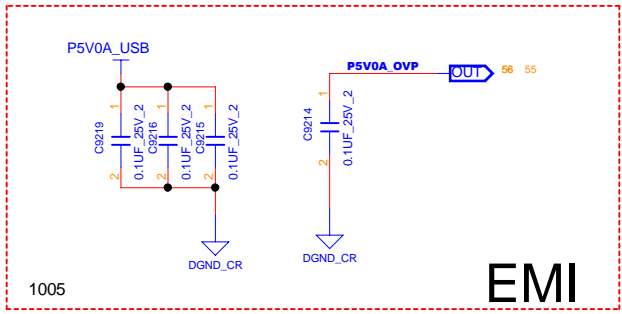 P5V0A_USB
P5V0A_OVP
OUT 56 55
1 1 1 1
C9219 0.1UF_25V_2
C9216 0.1UF_25V_2
C9215 0.1UF_25V_2
C9214 0.1UF_25V_2
2 2 2 2
DGND_CR
DGND_CR
1005
EMI